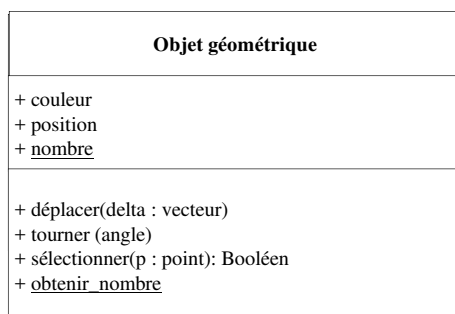 Objet géométrique
+ couleur
+ position
+ nombre
+ déplacer(delta : vecteur)
+ tourner (angle)
+ sélectionner(p : point): Booléen
+ obtenir_nombre